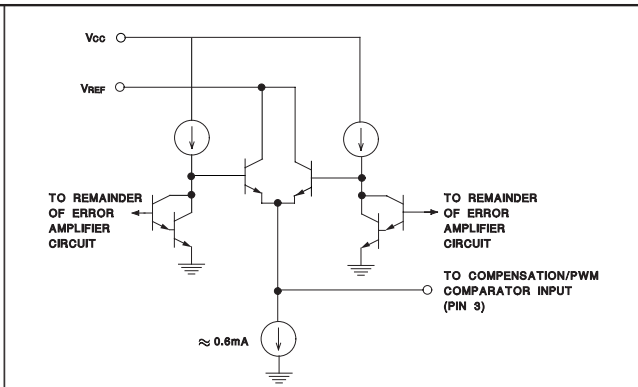 VCC
VREF
TO REMAINDER
OF ERROR
AMPLIFIER
CIRCUIT
TO REMAINDER
OF ERROR
AMPLIFIER
CIRCUIT
TO COMPENSATION/PWM
COMPARATOR INPUT
(PIN 3)
≈ 0.6mA